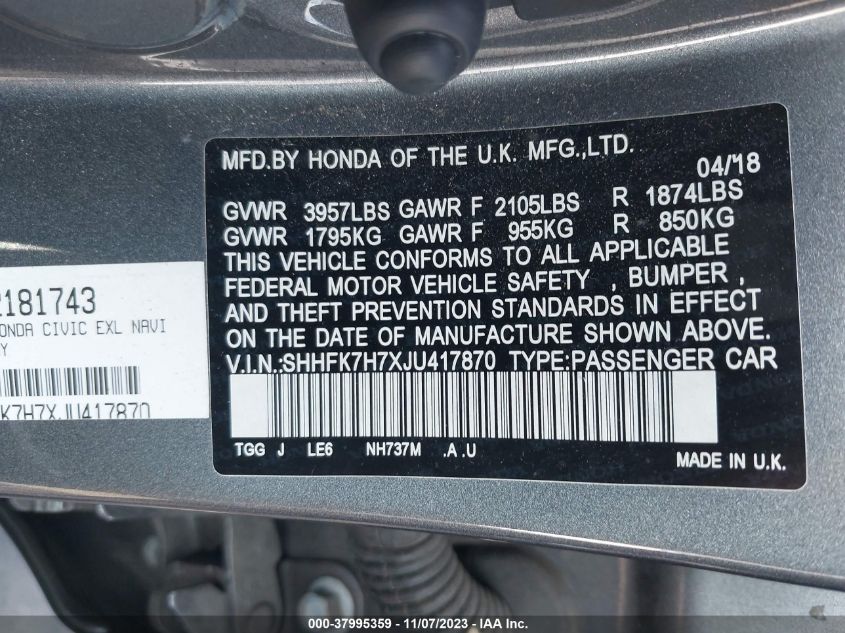 MFD.BY HONDA OF THE U.K. MFG.,LTD.
04/18
GVWR 3957LBS GAWR F 2105LBS R 1874LBS
GVWR 1795KG GAWR F 955KG R 850KG
THIS VEHICLE CONFORMS TO ALL APPLICABLE
FEDERAL MOTOR VEHICLE SAFETY , BUMPER ,
AND THEFT PREVENTION STANDARDS IN EFFECT
ON THE DATE OF MANUFACTURE SHOWN ABOVE.
V.I.N.:SHHFK7H7XJU417870 TYPE:PASSENGER CAR
TGG J LE6 NH737M .A .U
MADE IN U.K.
2181743
ONDA CIVIC EXL NAVI
Y
K7H7XJU417870
000-37995359 | 11/07/2023 | IAA Inc.